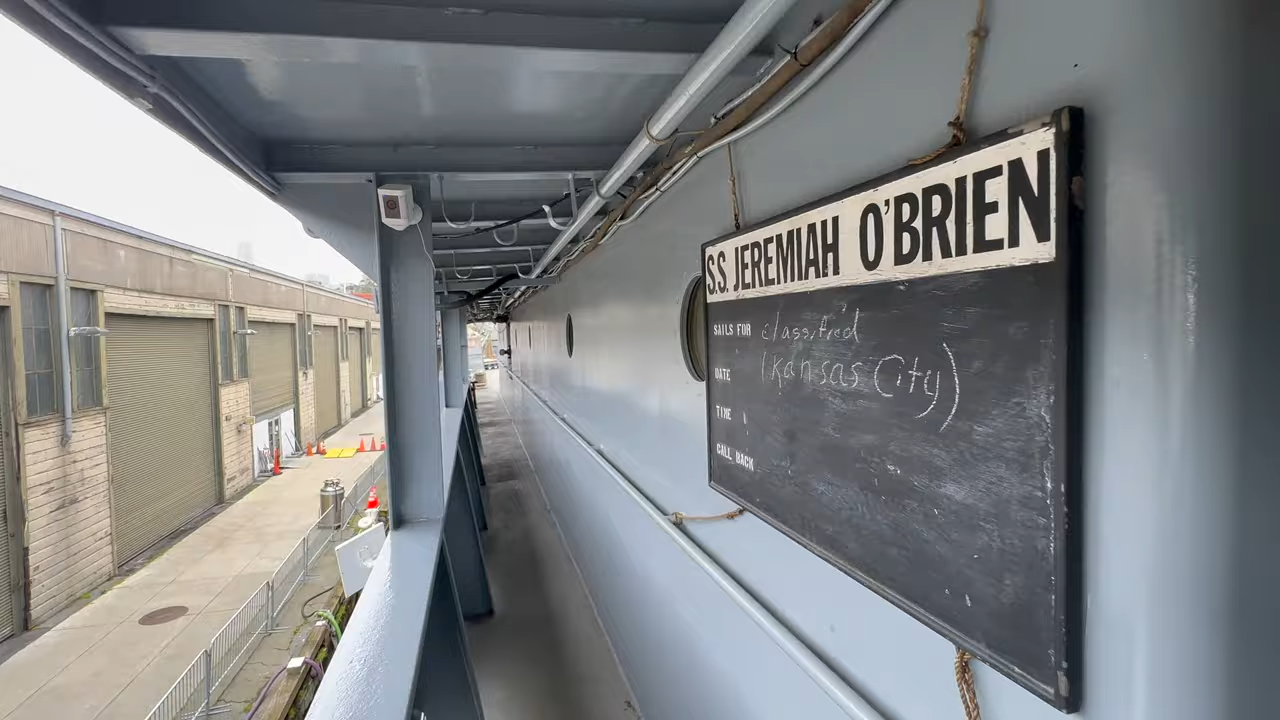 S.S. JEREMIAH O'BRIEN
SAILS FOR classified
DATE (Kansas City)
TIME
CALL BACK